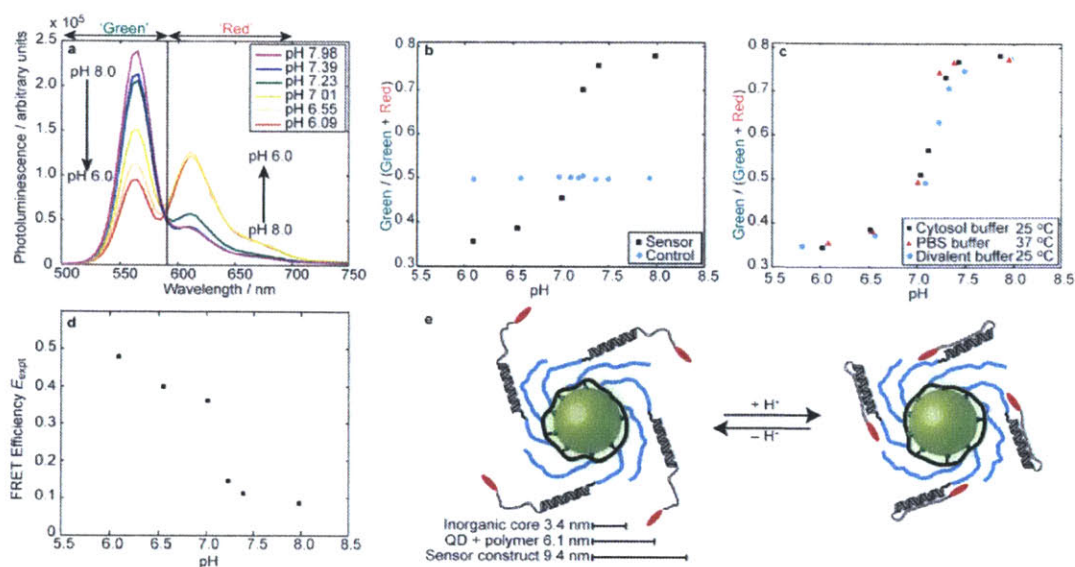 x 10⁵ 'Green' 'Red'
a
2.5
2.0
1.5
1.0
0.5
0
pH 8.0
pH 6.0
pH 7.98
pH 7.39
pH 7.23
pH 7.01
pH 6 55
pH 6 09
pH 6.0
pH 8.0
500 550 600 650 700 750
Wavelength / nm
Photoluminescence / arbitrary units
b
0.8
0.7
0.6
0.5
0.4
0.3
Green / (Green + Red)
Sensor
Control
5.5 6.0 6.5 7.0 7.5 8.0 8.5
pH
c
0.8
0.7
0.6
0.5
0.4
0.3
Green / (Green + Red)
Cytosol buffer 25 ºC
PBS buffer 37 ºC
Divalent buffer 25 ºC
5.5 6.0 6.5 7.0 7.5 8.0 8.5
pH
d
0.5
0.4
0.3
0.2
0.1
0
FRET Efficiency E expt
5.5 6.0 6.5 7.0 7.5 8.0 8.5
pH
e
+ H⁺
– H⁺
Inorganic core 3.4 nm
QD + polymer 6.1 nm
Sensor construct 9.4 nm